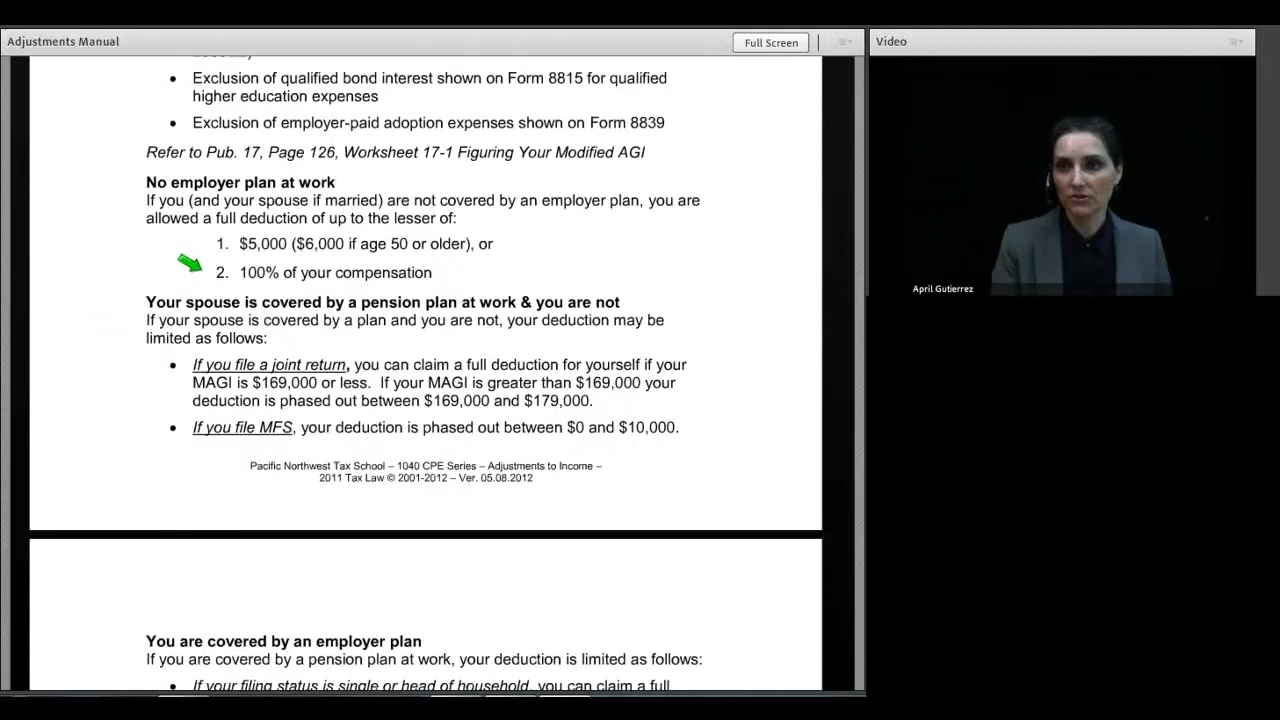 Adjustments Manual
Full Screen
Video
• Exclusion of qualified bond interest shown on Form 8815 for qualified
higher education expenses
• Exclusion of employer-paid adoption expenses shown on Form 8839
Refer to Pub. 17, Page 126, Worksheet 17-1 Figuring Your Modified AGI
No employer plan at work
If you (and your spouse if married) are not covered by an employer plan, you are
allowed a full deduction of up to the lesser of:
1. $5,000 ($6,000 if age 50 or older), or
2. 100% of your compensation
Your spouse is covered by a pension plan at work & you are not
If your spouse is covered by a plan and you are not, your deduction may be
limited as follows:
• If you file a joint return, you can claim a full deduction for yourself if your
MAGI is $169,000 or less. If your MAGI is greater than $169,000 your
deduction is phased out between $169,000 and $179,000.
• If you file MFS, your deduction is phased out between $0 and $10,000.
Pacific Northwest Tax School – 1040 CPE Series – Adjustments to Income –
2011 Tax Law © 2001-2012 – Ver. 05.08.2012
You are covered by an employer plan
If you are covered by a pension plan at work, your deduction is limited as follows:
• If your filing status is single or head of household, you can claim a full
April Gutierrez